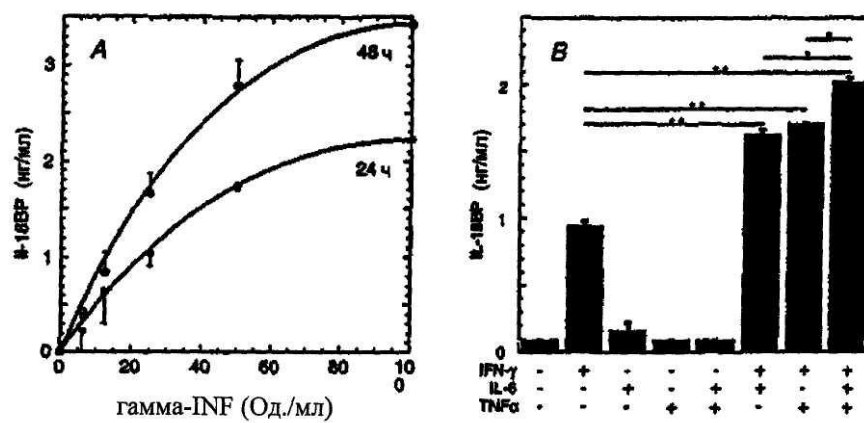 A
48 ч
24 ч
3
2
1
0
Il-18BP (нг/мл)
0 20 40 60 80 10
0
гамма-INF (Од./мл)
B
* *
* *
* *
2
1
0
IL-18BP (нг/мл)
IFN-γ - + - - - + + +
IL-6 - - + - + + - +
TNFα - - - + + - + +